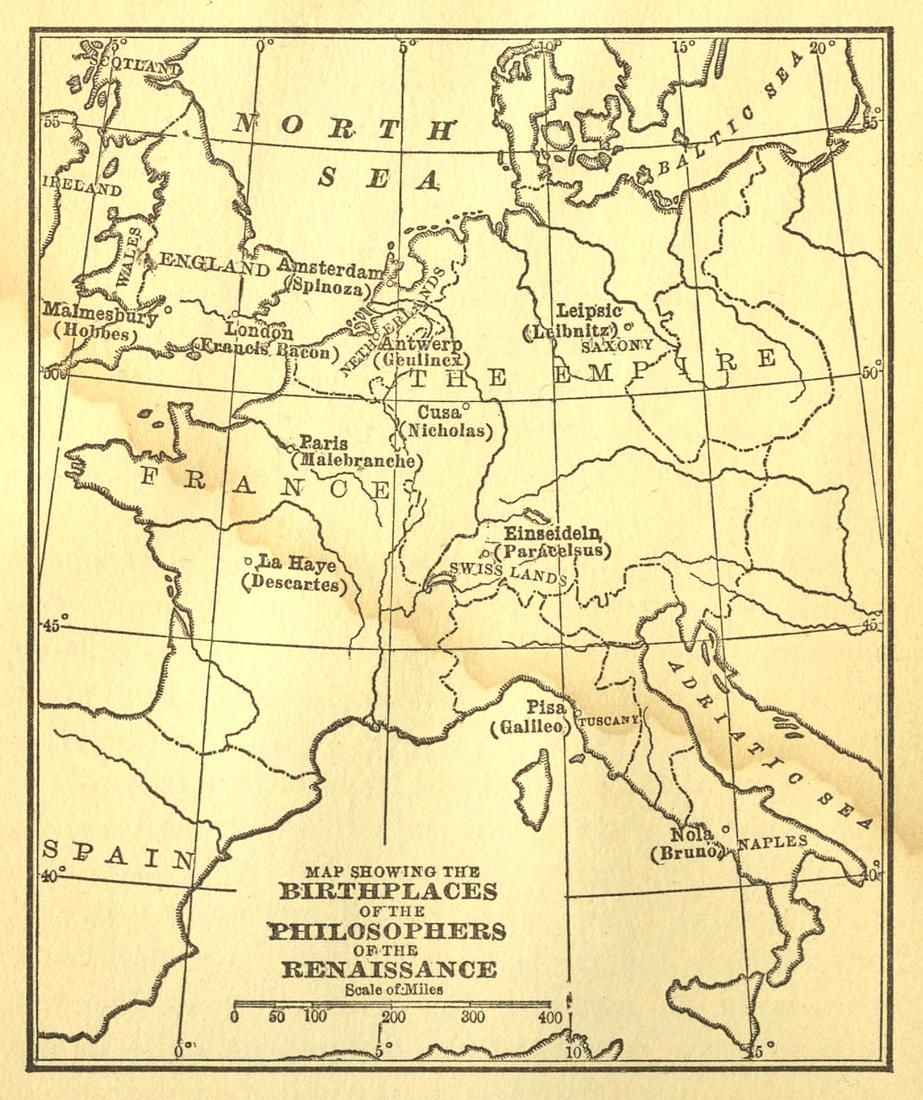 5°
0°
5°
10°
15°
20°
SCOTLAND
NORTH
SEA
BALTIC SEA
55
55°
IRELAND
WALES
ENGLAND
Amsterdam
(Spinoza)
NETHERLANDS
Malmesbury
(Hobbes)
London
(Francis Bacon)
Antwerp
(Geulincx)
Leipsic
(Leibnitz)
SAXONY
THE EMPIRE
50°
50°
Cusa
(Nicholas)
Paris
(Malebranche)
FRANCE
Einseideln
(Paracelsus)
SWISS LANDS
La Haye
(Descartes)
45°
45
ADRIATIC SEA
Pisa
(Galileo)
TUSCANY
Nola
(Bruno)
NAPLES
SPAIN
40°
40°
MAP SHOWING THE
BIRTHPLACES
OF THE
PHILOSOPHERS
OF THE
RENAISSANCE
Scale of Miles
0 50 100 200 300 400
0°
5°
10°
15°